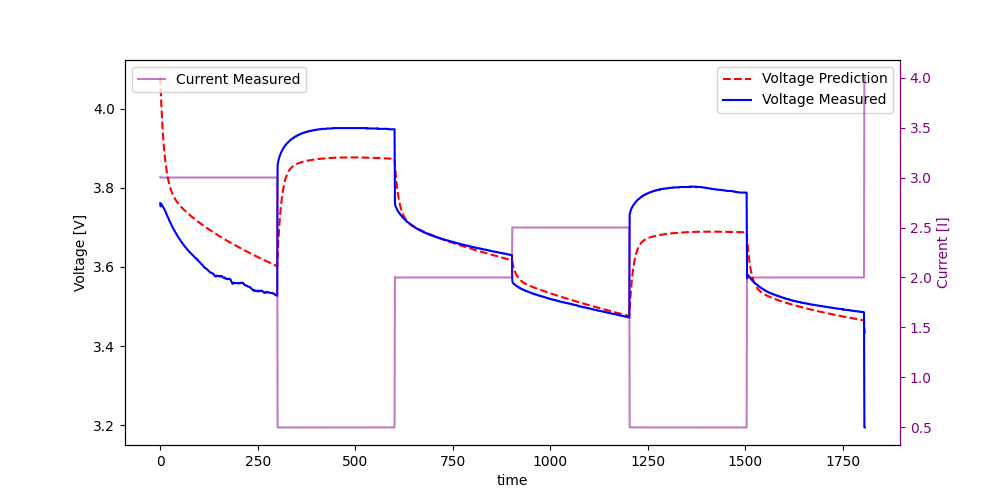 Current Measured
Voltage Prediction
Voltage Measured
4.0
3.8
3.6
3.4
3.2
Voltage [V]
4.0
3.5
3.0
2.5
2.0
1.5
1.0
0.5
Current [I]
0 250 500 750 1000 1250 1500 1750
time